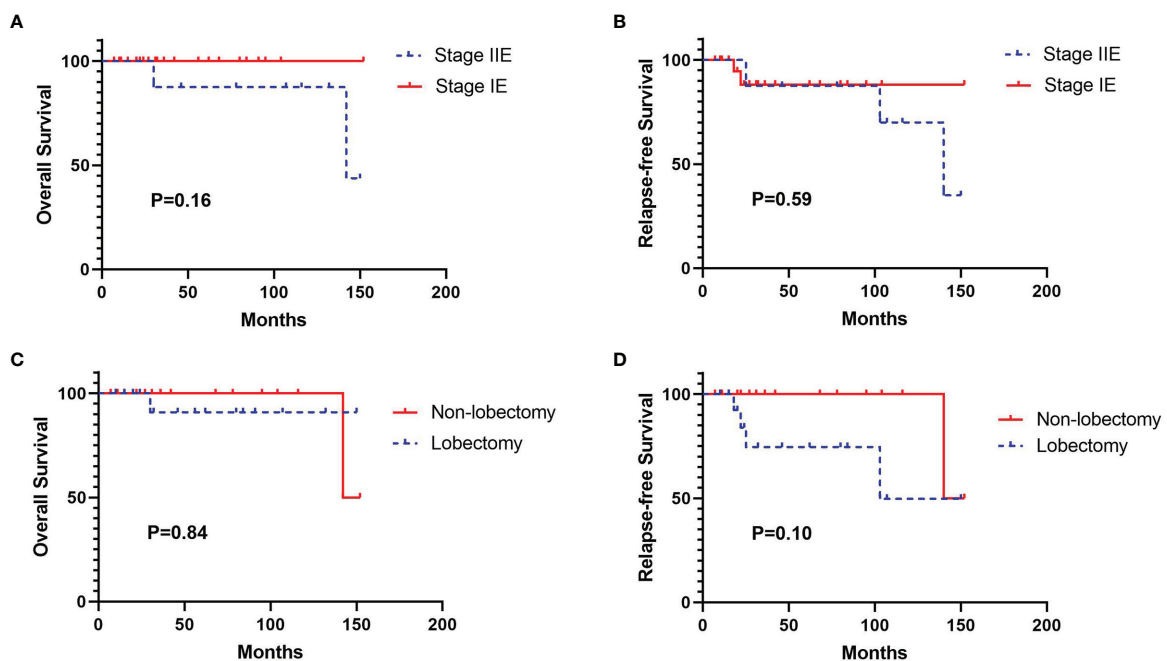 A
Overall Survival
100
50
0
0 50 100 150 200
Months
Stage IIE
Stage IE
P=0.16
B
Relapse-free Survival
100
50
0
0 50 100 150 200
Months
Stage IIE
Stage IE
P=0.59
C
Overall Survival
100
50
0
0 50 100 150 200
Months
Non-lobectomy
Lobectomy
P=0.84
D
Relapse-free Survival
100
50
0
0 50 100 150 200
Months
Non-lobectomy
Lobectomy
P=0.10